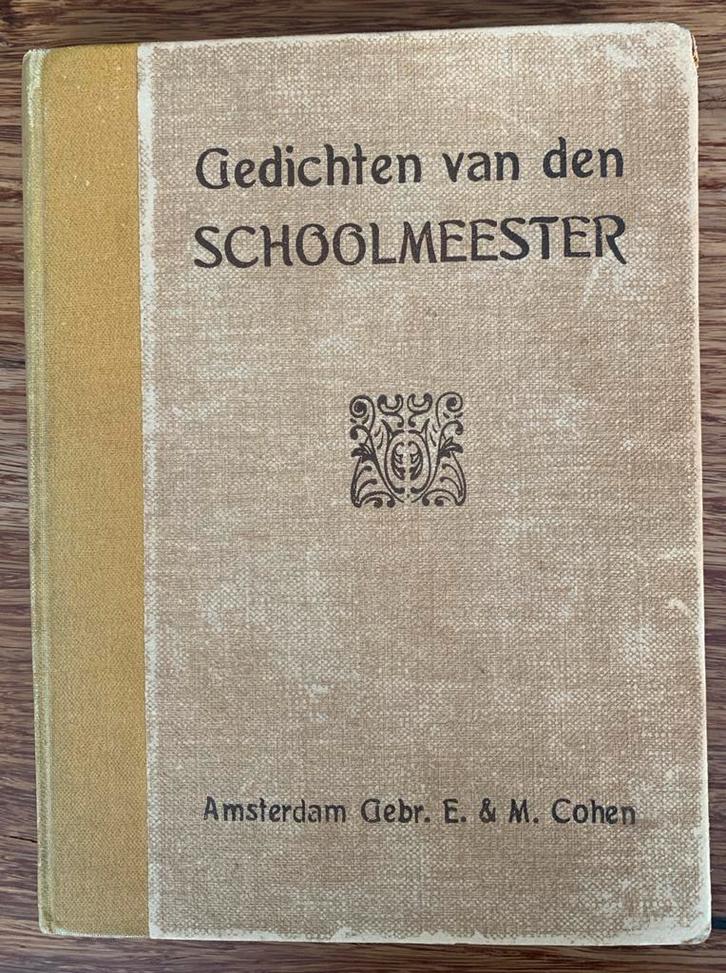 Gedichten van den
SCHOOLMEESTER
Amsterdam Gebr. E. & M. Cohen